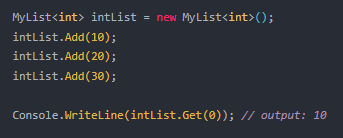 MyList<int> intList = new MyList<int>();
intList.Add(10);
intList.Add(20);
intList.Add(30);
Console.WriteLine(intList.Get(0)); // output: 10